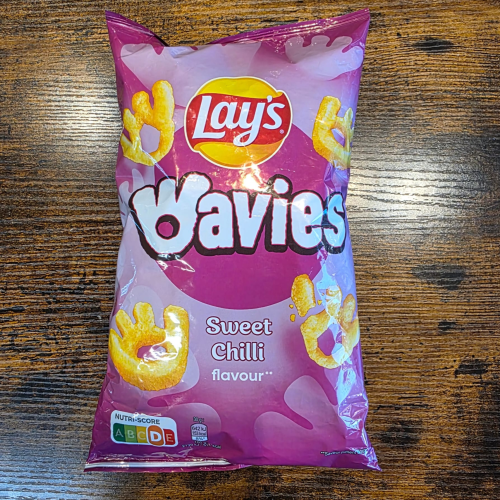 Lay's
Wavies
Sweet
Chilli
flavour**
NUTRI-SCORE
A B C D E